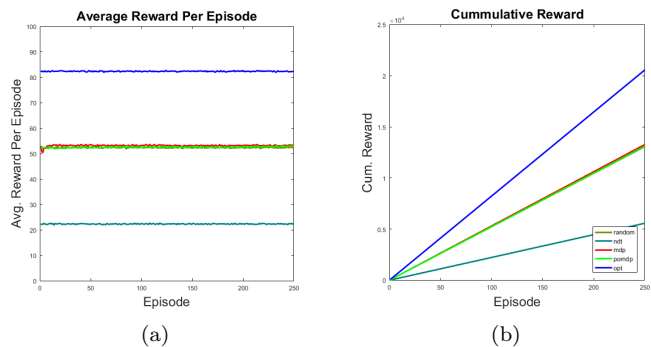 Average Reward Per Episode
100
90
80
70
60
50
40
30
20
10
0
Avg. Reward Per Episode
0 50 100 150 200 250
Episode
(a)
Cummulative Reward
×10⁴
2.5
2
1.5
1
0.5
0
Cum. Reward
0 50 100 150 200 250
Episode
random
ndt
mdp
pomdp
opt
(b)